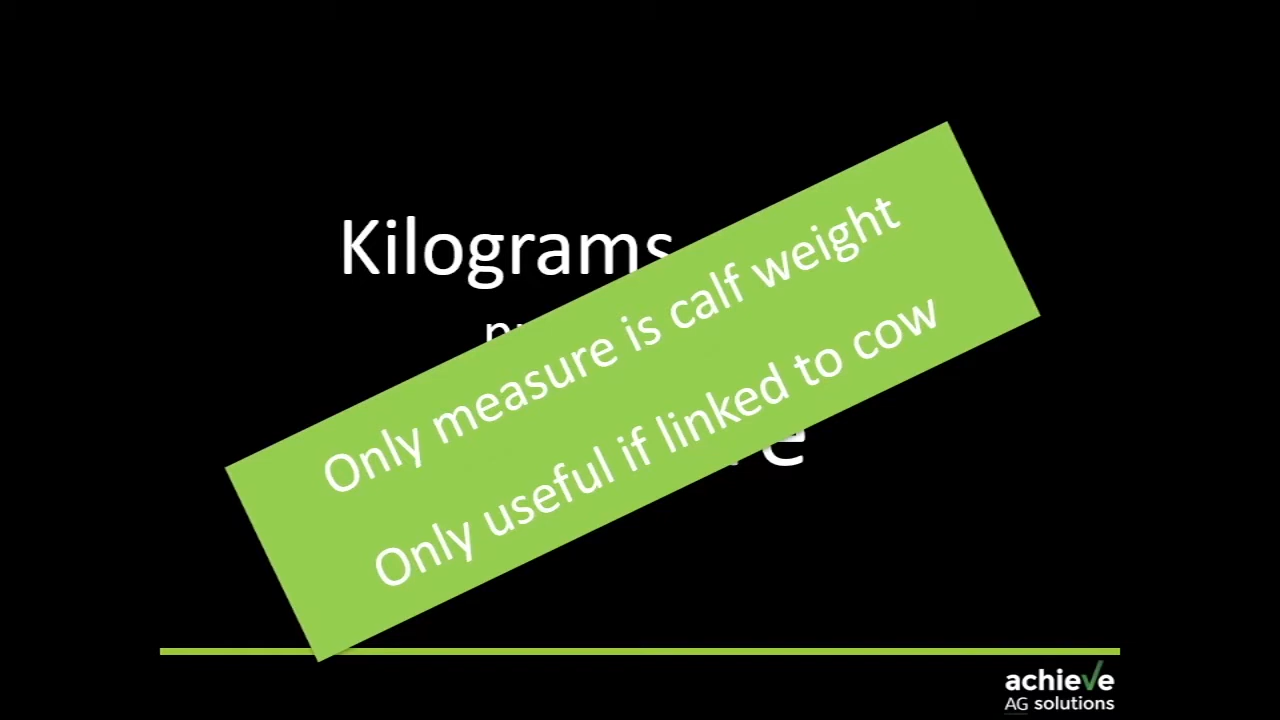 Kilograms
Only measure is calf weight
Only useful if linked to cow
achieve
AG solutions